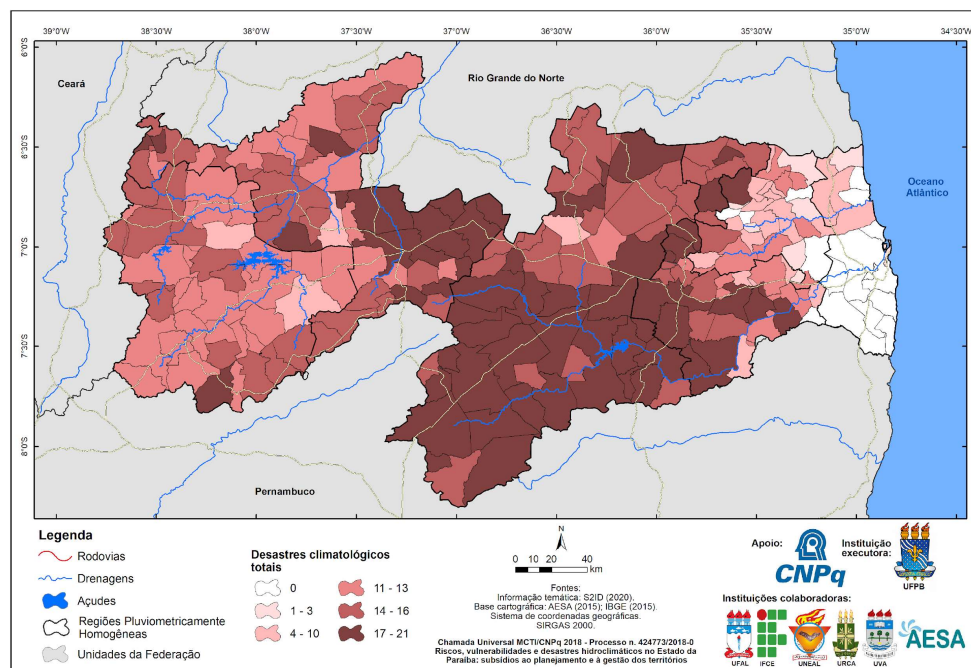 39°0'W 38°30'W 38°0'W 37°30'W 37°0'W 36°30'W 36°0'W 35°30'W 35°0'W 34°30'W
6°0'S
6°30'S
7°0'S
7°30'S
8°0'S
Ceará
Rio Grande do Norte
Oceano
Atlântico
Pernambuco
Legenda
Rodovias
Drenagens
Açudes
Regiões Pluviometricamente
Homogêneas
Unidades da Federação
Desastres climatológicos
totais
0
1 - 3
4 - 10
11 - 13
14 - 16
17 - 21
N
0 10 20 40
km
Fontes:
Informação temática: S2ID (2020).
Base cartográfica: AESA (2015); IBGE (2015).
Sistema de coordenadas geográficas.
SIRGAS 2000.
Chamada Universal MCTI/CNPq 2018 - Processo n. 424773/2018-0
Riscos, vulnerabilidades e desastres hidroclimáticos no Estado da
Paraíba: subsídios ao planejamento e à gestão dos territórios
Apoio:
CNPq
Instituição
executora:
UFPB
Instituições colaboradoras:
UFAL
IFCE
UNEAL
URCA
UVA
AESA